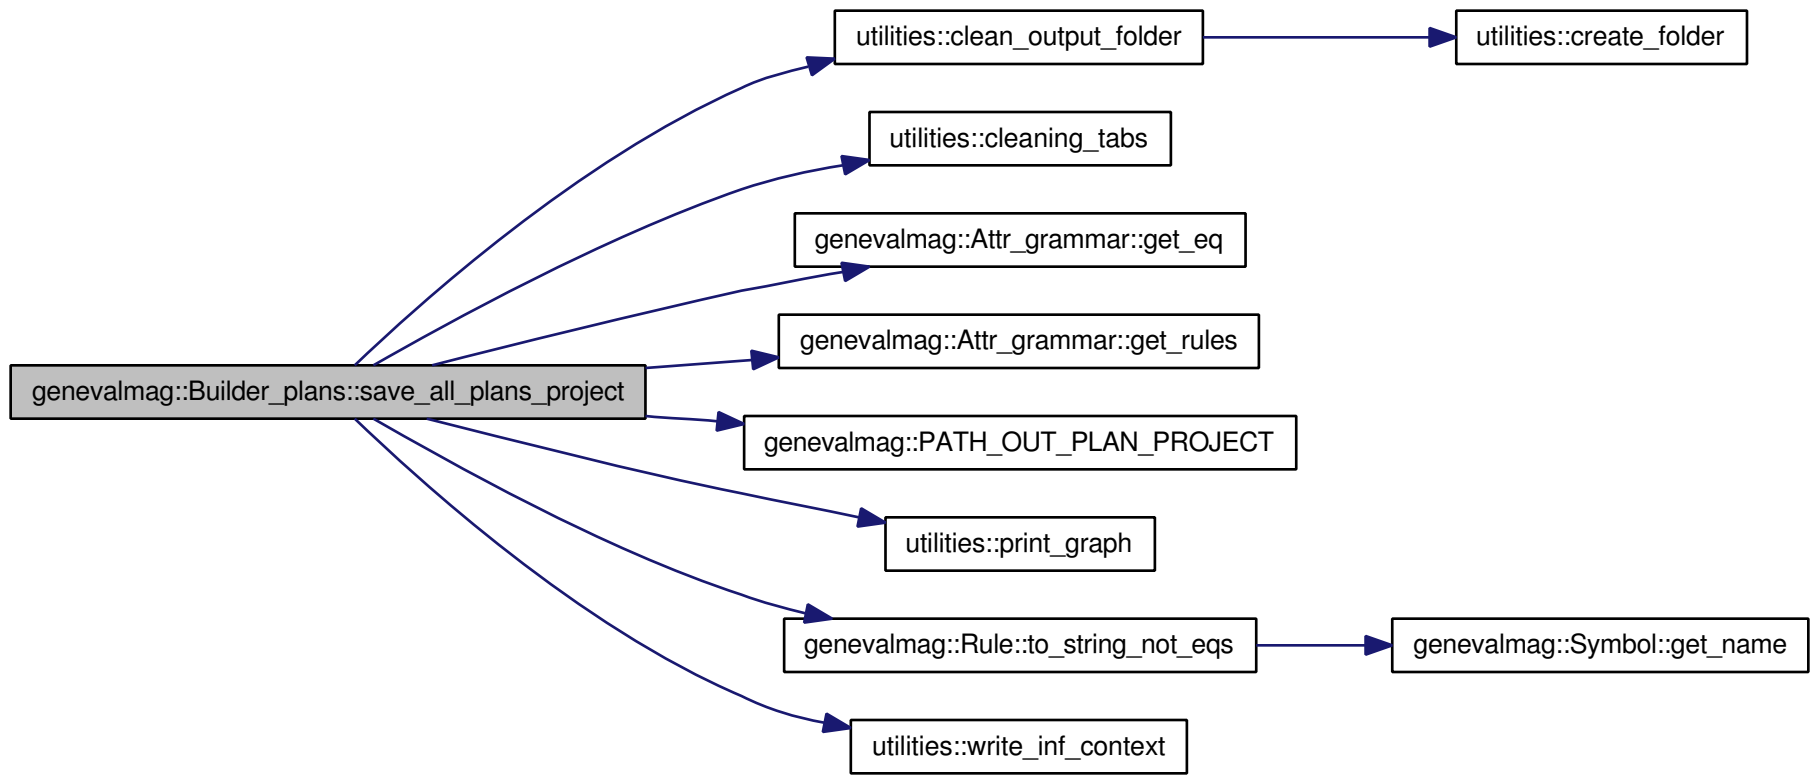 utilities::clean_output_folder
utilities::create_folder
utilities::cleaning_tabs
genevalmag::Attr_grammar::get_eq
genevalmag::Attr_grammar::get_rules
genevalmag::Builder_plans::save_all_plans_project
genevalmag::PATH_OUT_PLAN_PROJECT
utilities::print_graph
genevalmag::Rule::to_string_not_eqs
genevalmag::Symbol::get_name
utilities::write_inf_context